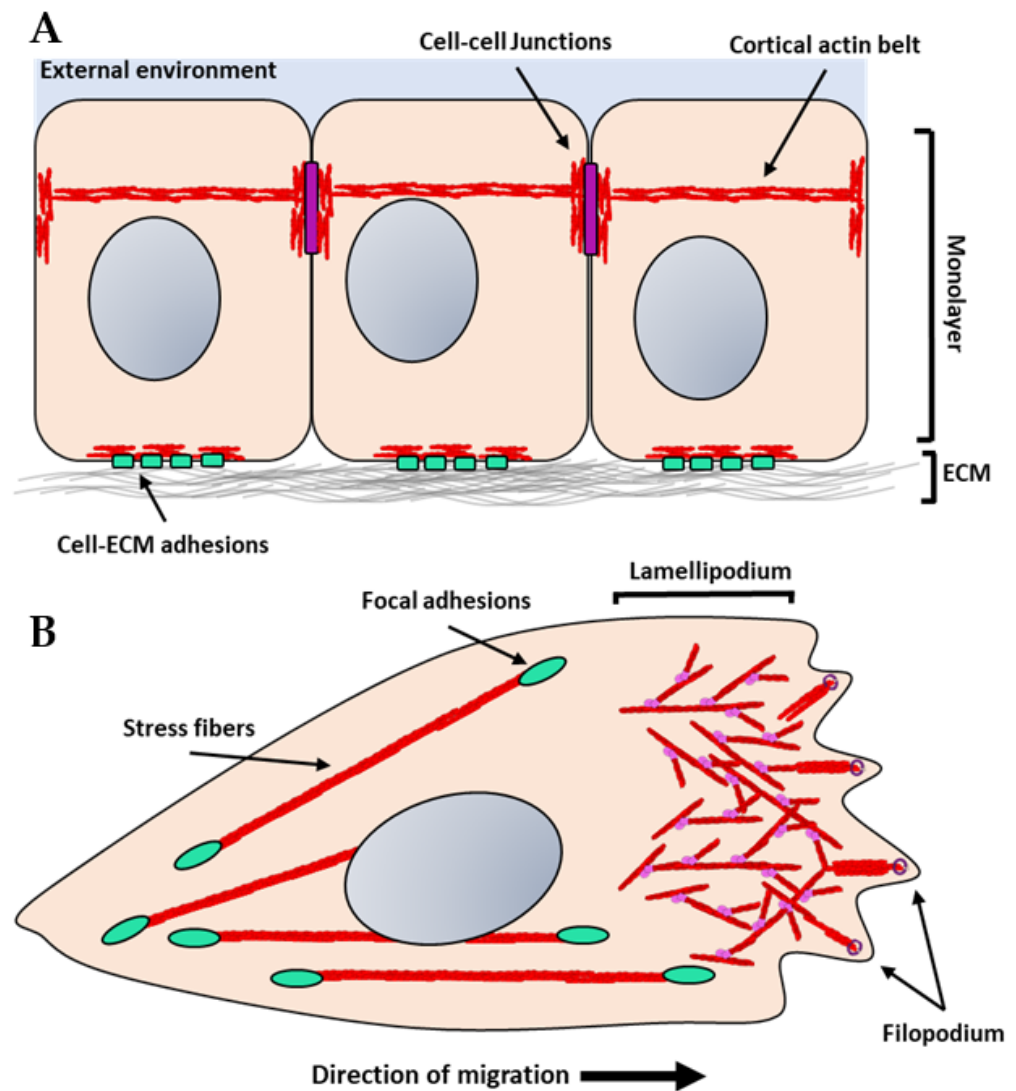 A
Cell-cell Junctions
Cortical actin belt
External environment
Monolayer
ECM
Cell-ECM adhesions
Lamellipodium
Focal adhesions
B
Stress fibers
Filopodium
Direction of migration